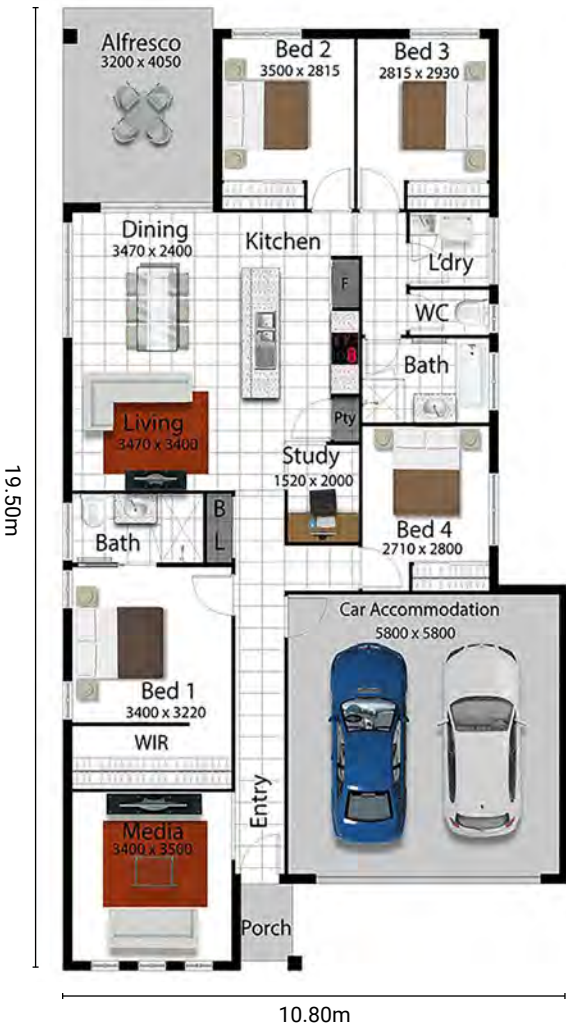 Alfresco
3200 x 4050
Bed 2
3500 x 2815
Bed 3
2815 x 2930
Dining
3470 x 2400
Kitchen
L'dry
F
WC
Bath
Living
3470 x 3400
Pty
Study
1520 x 2000
B
L
Bath
Bed 4
2710 x 2800
Car Accommodation
5800 x 5800
Bed 1
3400 x 3220
WIR
Entry
Media
3400 x 3500
Porch
19.50m
10.80m